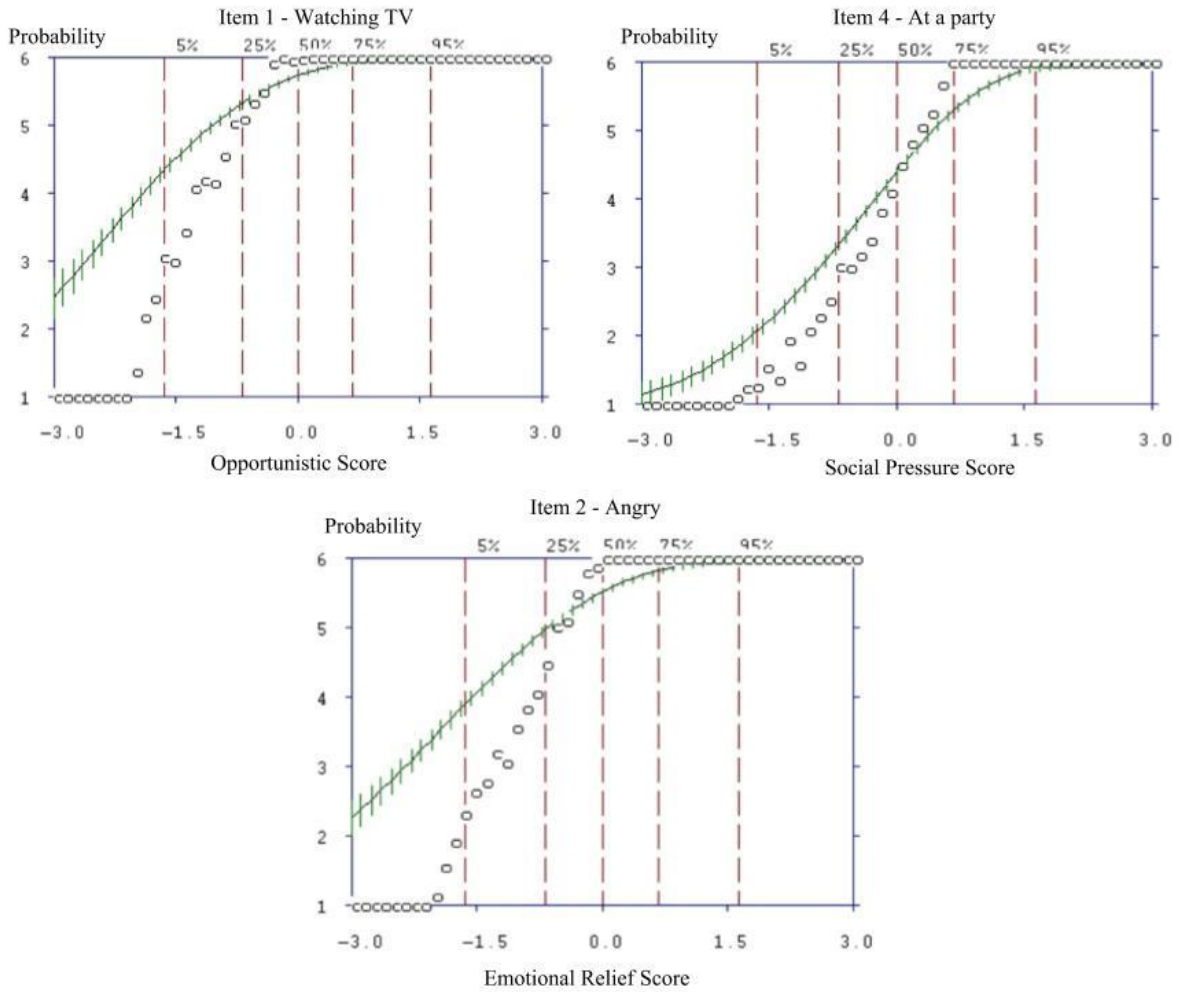 Item 1 - Watching TV
Probability
5% 25% 50% 75% 95%
6
5
4
3
2
1
-3.0 -1.5 0.0 1.5 3.0
Opportunistic Score
Item 4 - At a party
Probability
5% 25% 50% 75% 95%
6
5
4
3
2
1
-3.0 -1.5 0.0 1.5 3.0
Social Pressure Score
Item 2 - Angry
Probability
5% 25% 50% 75% 95%
6
5
4
3
2
1
-3.0 -1.5 0.0 1.5 3.0
Emotional Relief Score